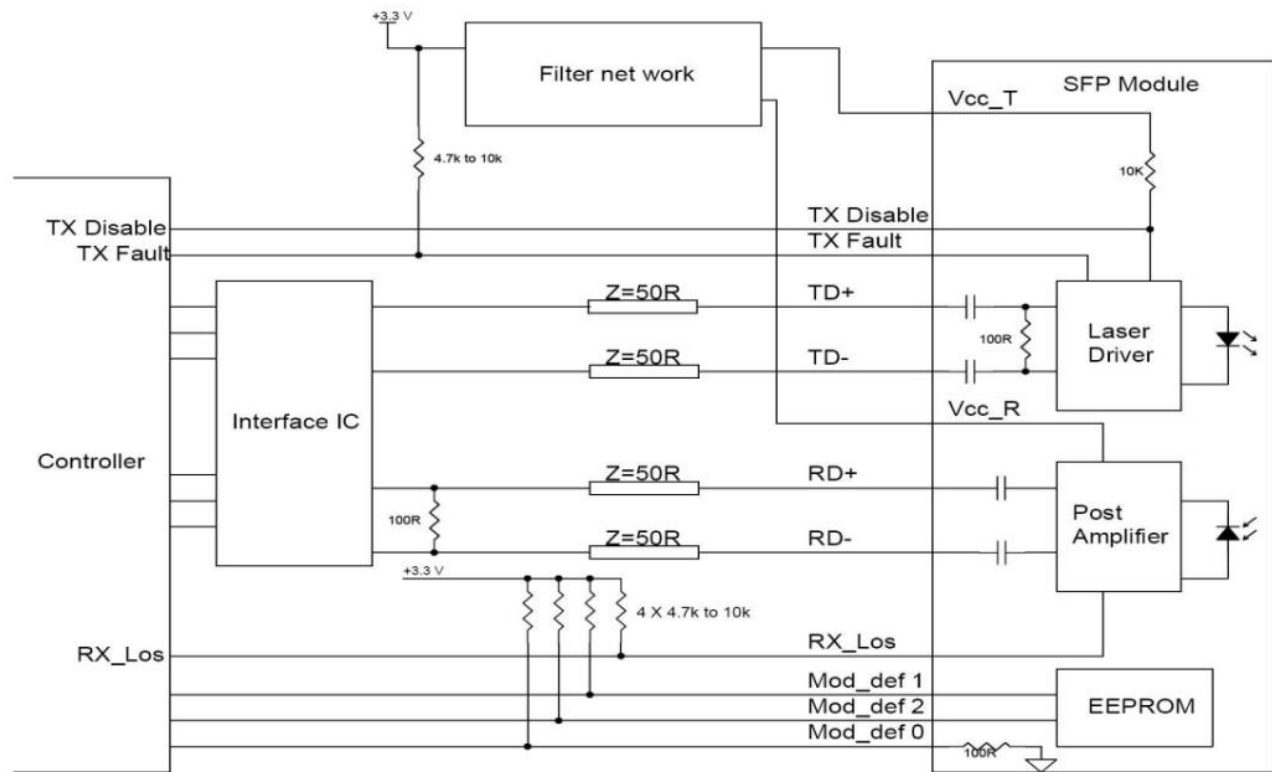 +3.3 V
Filter net work
SFP Module
Vcc_T
4.7k to 10k
10K
TX Disable
TX Disable
TX Fault
TX Fault
Z=50R
TD+
Laser
Driver
100R
Z=50R
TD-
Interface IC
Vcc_R
Controller
Z=50R
RD+
100R
Post
Amplifier
Z=50R
RD-
+3.3 V
4 X 4.7k to 10k
RX_Los
RX_Los
Mod_def 1
Mod_def 2
EEPROM
Mod_def 0
100R